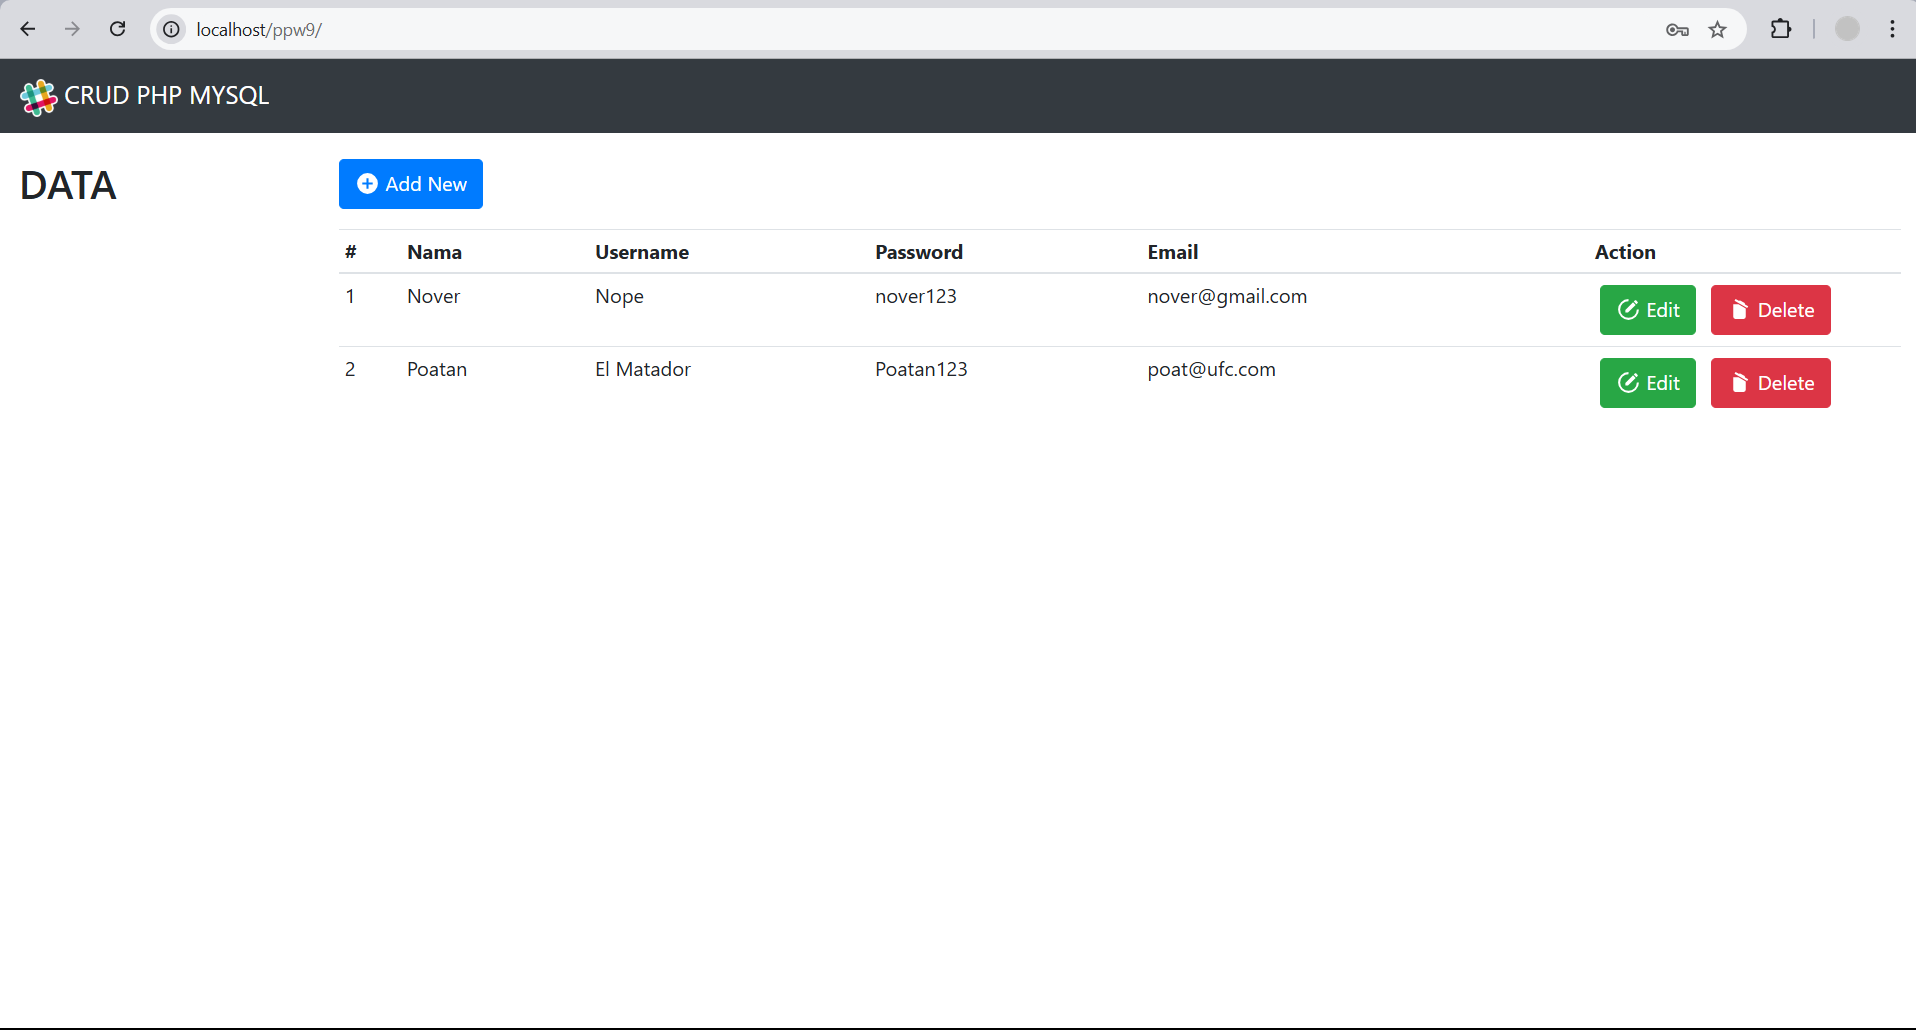 localhost/ppw9/
CRUD PHP MYSQL
DATA
Add New
# Nama Username Password Email Action
1 Nover Nope nover123 nover@gmail.com Edit Delete
2 Poatan El Matador Poatan123 poat@ufc.com Edit Delete